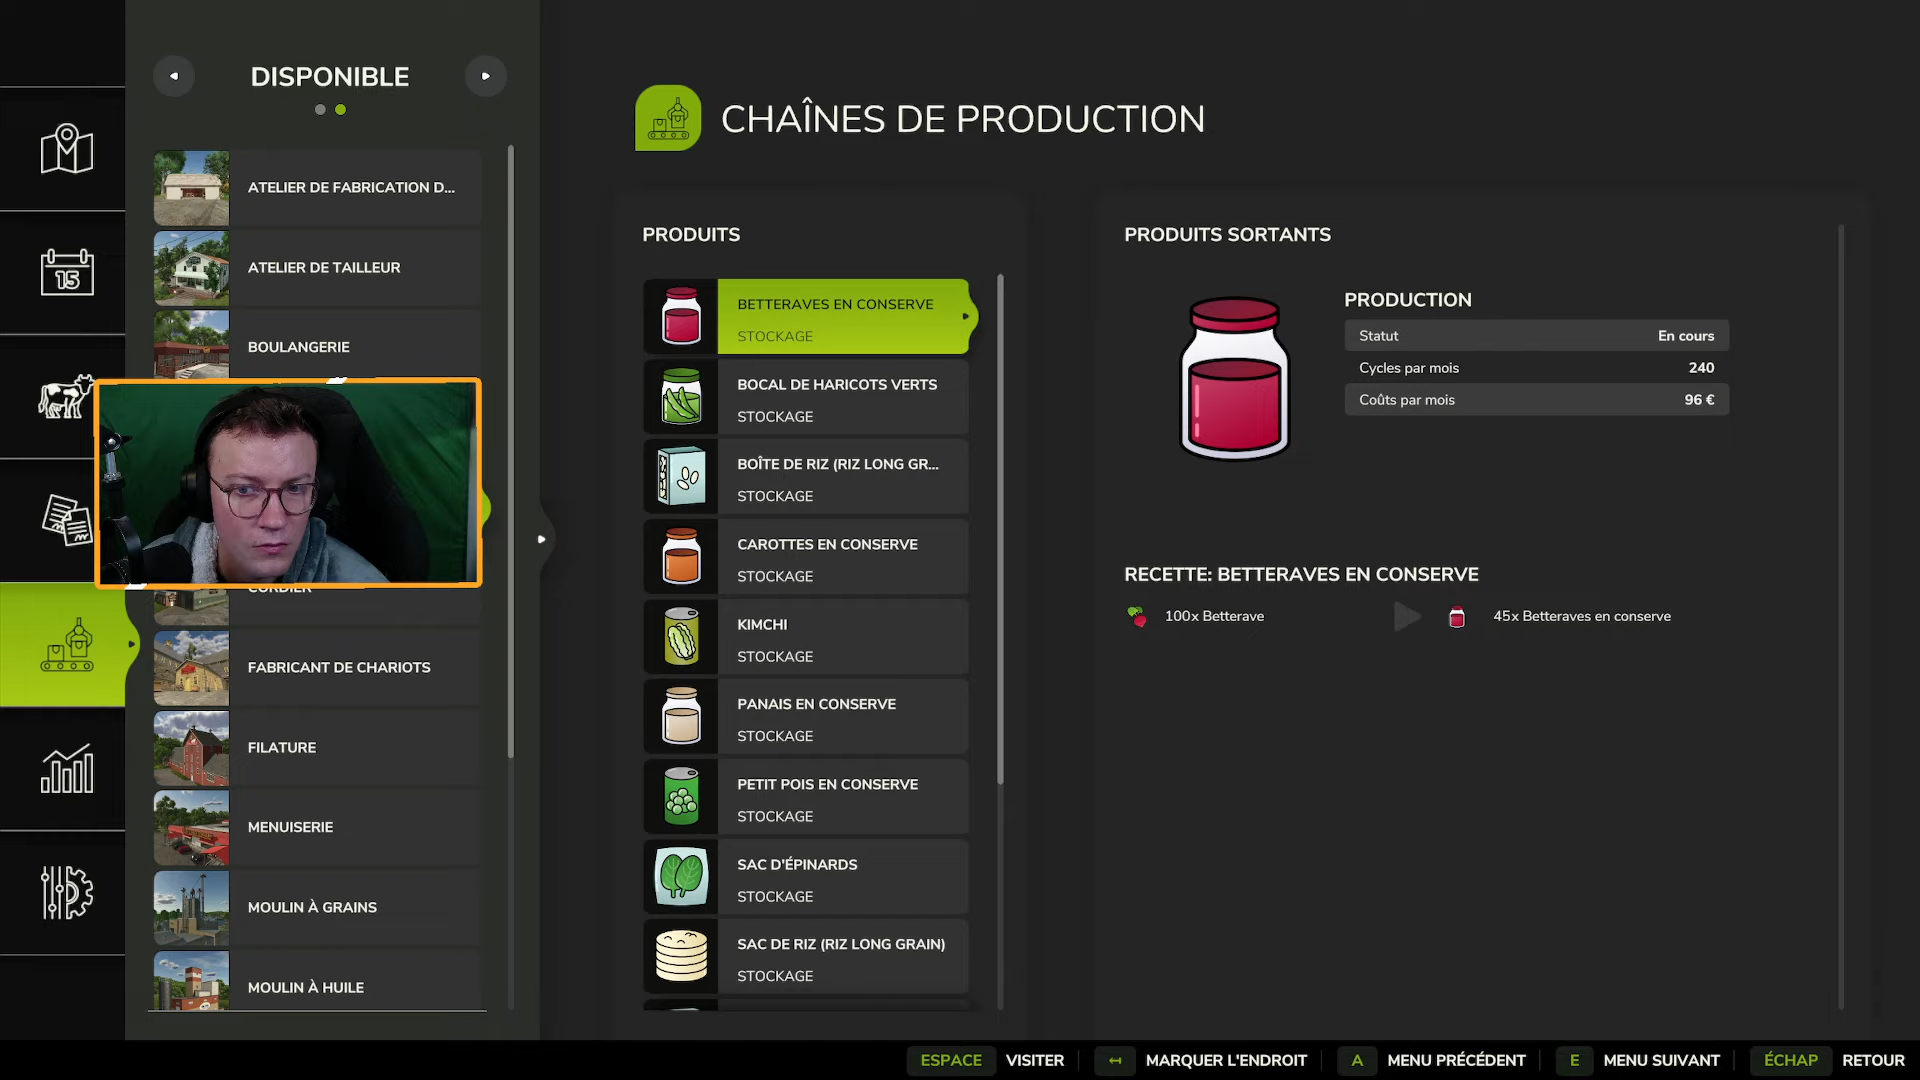 DISPONIBLE
ATELIER DE FABRICATION D...
ATELIER DE TAILLEUR
BOULANGERIE
CORDIER
FABRICANT DE CHARIOTS
FILATURE
MENUISERIE
MOULIN À GRAINS
MOULIN À HUILE
15
CHAÎNES DE PRODUCTION
PRODUITS
BETTERAVES EN CONSERVE
STOCKAGE
BOCAL DE HARICOTS VERTS
STOCKAGE
BOÎTE DE RIZ (RIZ LONG GR...
STOCKAGE
CAROTTES EN CONSERVE
STOCKAGE
KIMCHI
STOCKAGE
PANAIS EN CONSERVE
STOCKAGE
PETIT POIS EN CONSERVE
STOCKAGE
SAC D'ÉPINARDS
STOCKAGE
SAC DE RIZ (RIZ LONG GRAIN)
STOCKAGE
PRODUITS SORTANTS
PRODUCTION
Statut En cours
Cycles par mois 240
Coûts par mois 96 €
RECETTE: BETTERAVES EN CONSERVE
100x Betterave 45x Betteraves en conserve
ESPACE VISITER MARQUER L'ENDROIT A MENU PRÉCÉDENT E MENU SUIVANT ÉCHAP RETOUR